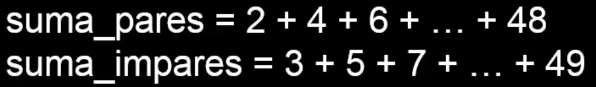 suma_pares = 2 + 4 + 6 + … + 48
suma_impares = 3 + 5 + 7 + … + 49